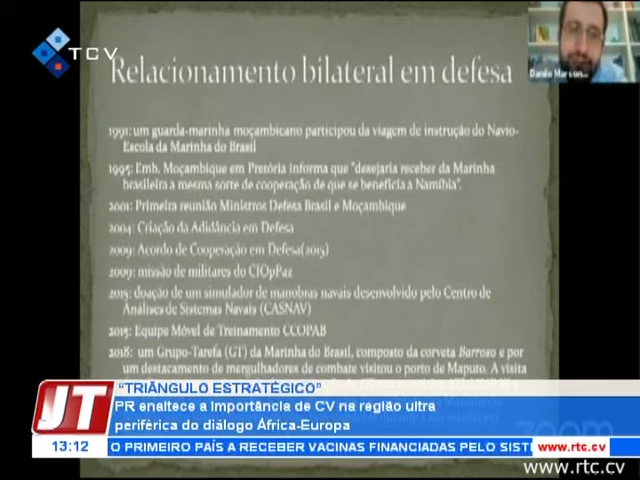 TCV
Relacionamento bilateral em defesa
1991: um guarda-marinha moçambicano participou da viagem de instrução do Navio-
Escola da Marinha do Brasil
1995: Emb. Moçambique em Pretória informa que "desejaria receber da Marinha
brasileira a mesma sorte de cooperação de que se beneficia a Namíbia".
2001: Primeira reunião Ministros Defesa Brasil e Moçambique
2004: Criação da Adidância em Defesa
2009: Acordo de Cooperação em Defesa(2015)
2009: missão de militares do CIOpPaz
2015: doação de um simulador de manobras navais desenvolvido pelo Centro de
Análises de Sistemas Navais (CASNAV)
2015: Equipe Móvel de Treinamento CCOPAB
2018: um Grupo-Tarefa (GT) da Marinha do Brasil, composto da corveta Barroso e por
um destacamento de mergulhadores de combate visitou o porto de Maputo. A visita
Danilo
zoom
JT
"TRIÂNGULO ESTRATÉGICO"
PR enaltece a importância de CV na região ultra
periférica do diálogo África-Europa
13:12
O PRIMEIRO PAÍS A RECEBER VACINAS FINANCIADAS PELO
www.rtc.cv
www.rtc.cv